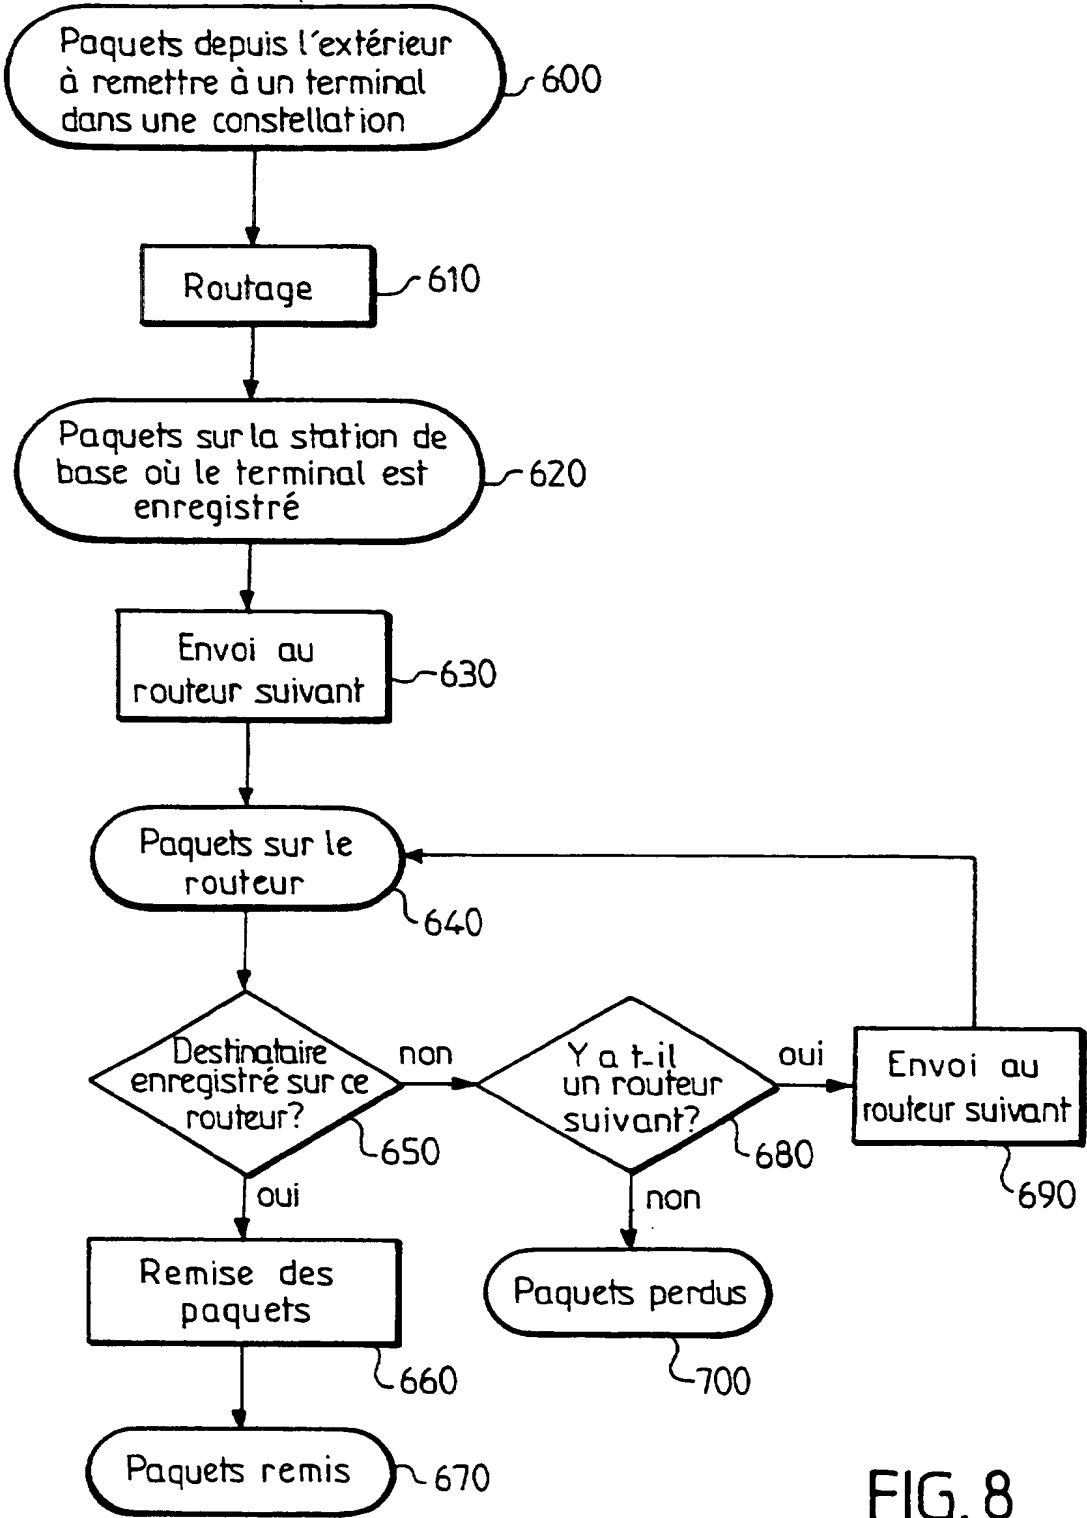 Paquets depuis l'extérieur
à remettre à un terminal
dans une constellation
600
Routage
610
Paquets sur la station de
base où le terminal est
enregistré
620
Envoi au
routeur suivant
630
Paquets sur le
routeur
640
Destinataire
enregistré sur ce
routeur?
650
non
oui
Y a t-il
un routeur
suivant?
680
oui
non
Envoi au
routeur suivant
690
Remise des
paquets
660
Paquets perdus
700
Paquets remis
670
FIG. 8